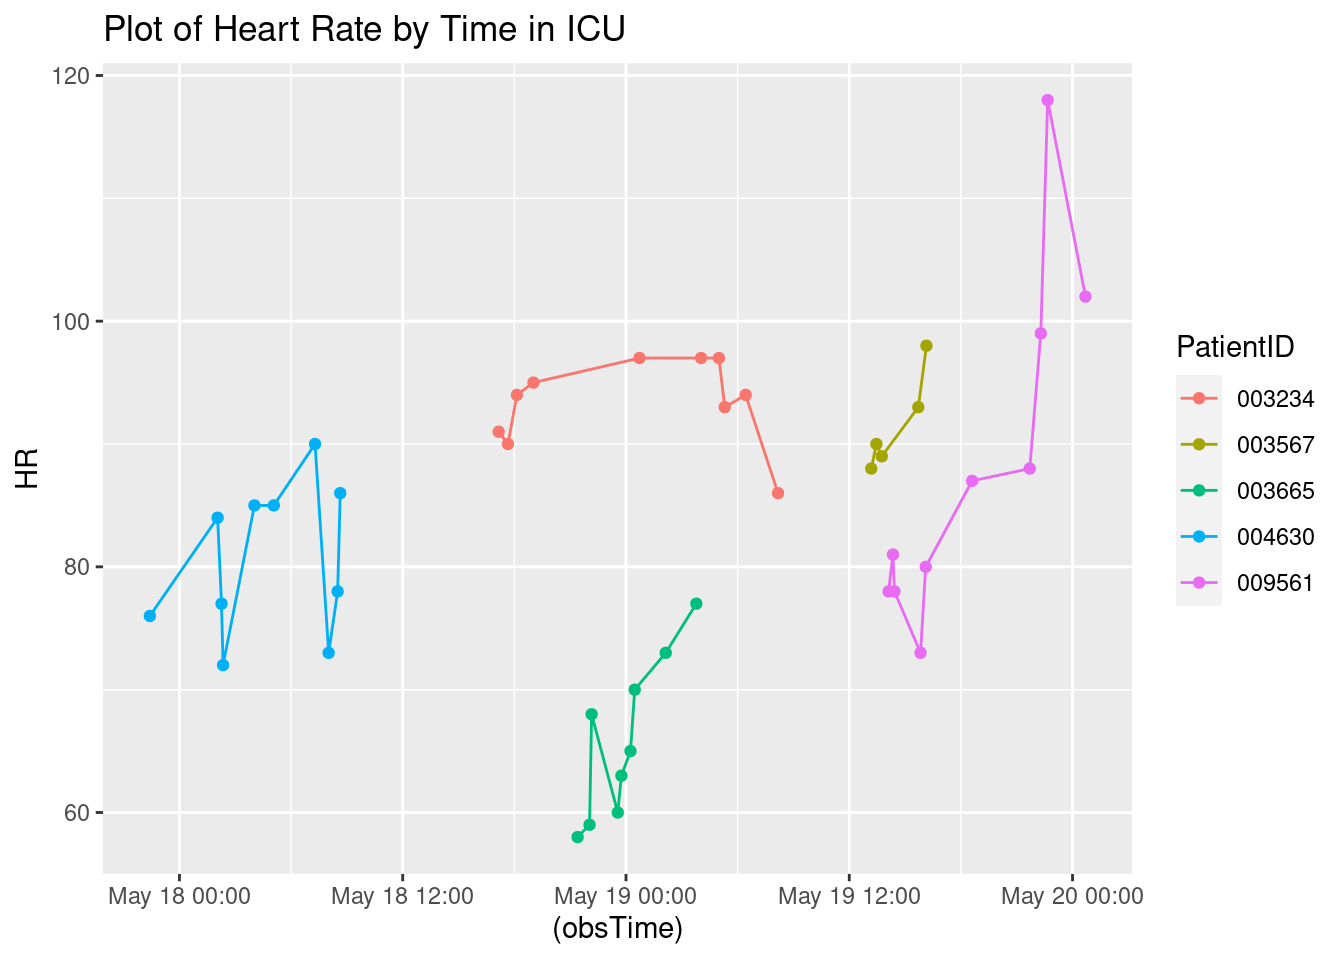 Plot of Heart Rate by Time in ICU
120
100
80
60
HR
May 18 00:00
May 18 12:00
May 19 00:00
May 19 12:00
May 20 00:00
(obsTime)
PatientID
003234
003567
003665
004630
009561